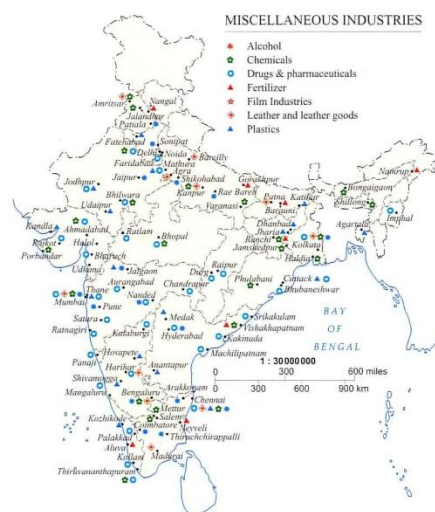 MISCELLANEOUS INDUSTRIES
Alcohol
Chemicals
Drugs & pharmaceuticals
Fertilizer
Film Industries
Leather and leather goods
Plastics
Amritsar
Nangal
Jalandhar
Patiala
Fatehabad
Sonipat
Delhi
Noida
Faridabad
Mathura
Bareilly
Agra
Jaipur
Shikohabad
Kanpur
Rae Bareli
Gorakhpur
Namrup
Jodhpur
Bhilwara
Varanasi
Patna
Katihar
Barauni
Bongaigaon
Shillong
Udaipur
Dhanbad
Jharia
Agartala
Imphal
Kandla
Ahmadabad
Ratlam
Bhopal
Ranchi
Jamshedpur
Kolkata
Rajkot
Halol
Haldia
Porbandar
Bharuch
Raipur
Udhana
Jalgaon
Durg
Phulabani
Cuttack
Aurangabad
Chandrapur
Bhubaneshwar
Mumbai
Thane
Nanded
Pune
Medak
Srikakulam
BAY
Satara
Vishakhapatnam
OF
Ratnagiri
Kalaburgi
Hyderabad
Kakinada
BENGAL
Panaji
Machilipatnam
1 : 30000000
Hosapete
Anantapur
0 300 600 miles
Harihar
0 300 600 900 km
Shivamogga
Arakkonam
Mangaluru
Bengaluru
Chennai
Mettur
Kozhikode
Salem
Coimbatore
Neyveli
Palakkad
Thiruchchirappalli
Aluva
Madurai
Kollam
Thiruvananthapuram